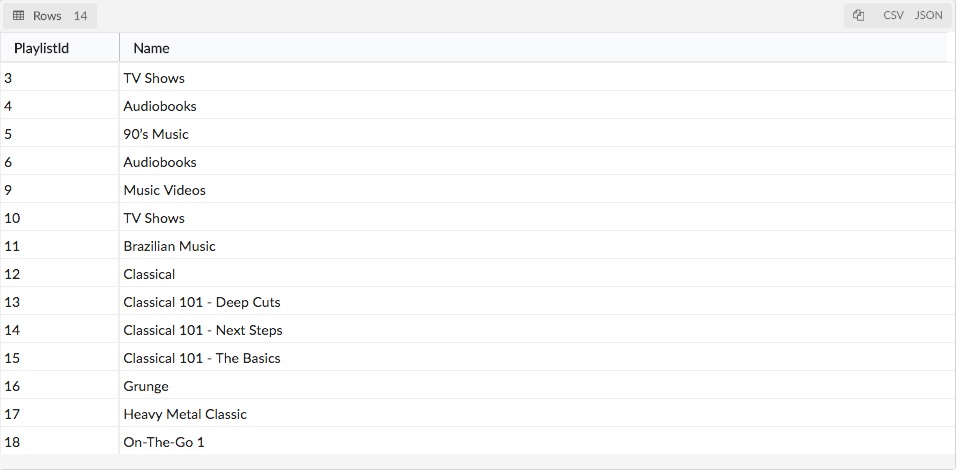 Rows 14 CSV JSON
PlaylistId Name
3 TV Shows
4 Audiobooks
5 90’s Music
6 Audiobooks
9 Music Videos
10 TV Shows
11 Brazilian Music
12 Classical
13 Classical 101 - Deep Cuts
14 Classical 101 - Next Steps
15 Classical 101 - The Basics
16 Grunge
17 Heavy Metal Classic
18 On-The-Go 1